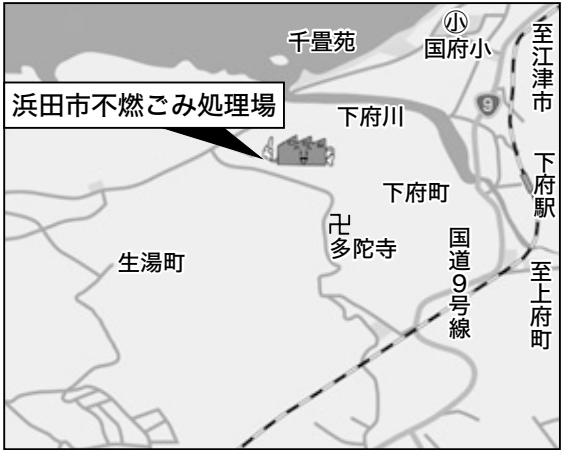 小
千畳苑
国府小
至江津市
浜田市不燃ごみ処理場
9
下府川
下府駅
下府町
卍
多陀寺
国道9号線
生湯町
至上府町